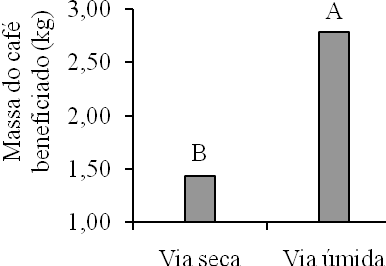 Massa do café
beneficiado (kg)
3,00
2,50
2,00
1,50
1,00
A
B
Via seca
Via úmida